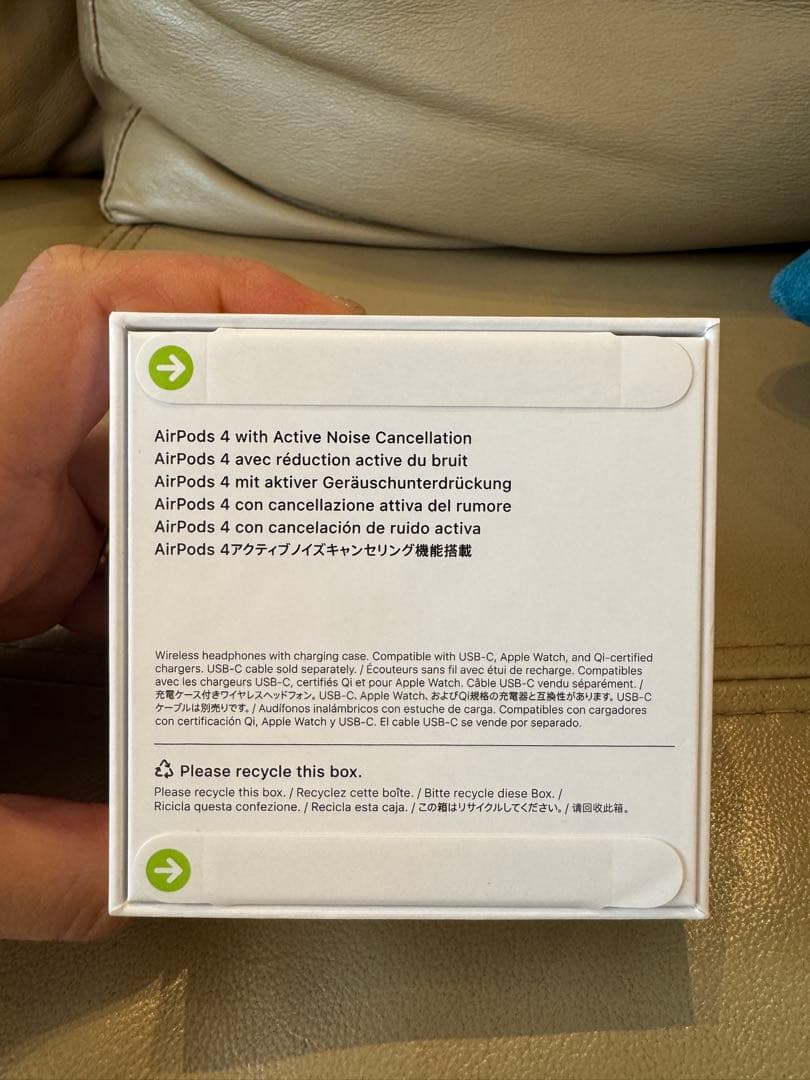 AirPods 4 with Active Noise Cancellation
AirPods 4 avec réduction active du bruit
AirPods 4 mit aktiver Geräuschunterdrückung
AirPods 4 con cancellazione attiva del rumore
AirPods 4 con cancelación de ruido activa
AirPods 4アクティブノイズキャンセリング機能搭載
Wireless headphones with charging case. Compatible with USB-C, Apple Watch, and Qi-certified
chargers. USB-C cable sold separately. / Écouteurs sans fil avec étui de recharge. Compatibles
avec les chargeurs USB-C, certifiés Qi et pour Apple Watch. Câble USB-C vendu séparément. /
充電ケース付きワイヤレスヘッドフォン。USB-C、Apple Watch、およびQi規格の充電器と互換性があります。USB-C
ケーブルは別売りです。/ Audífonos inalámbricos con estuche de carga. Compatibles con cargadores
con certificación Qi, Apple Watch y USB-C. El cable USB-C se vende por separado.
Please recycle this box.
Please recycle this box. / Recyclez cette boîte. / Bitte recycle diese Box. /
Ricicla questa confezione. / Recicla esta caja. / この箱はリサイクルしてください。/ 请回收此箱。